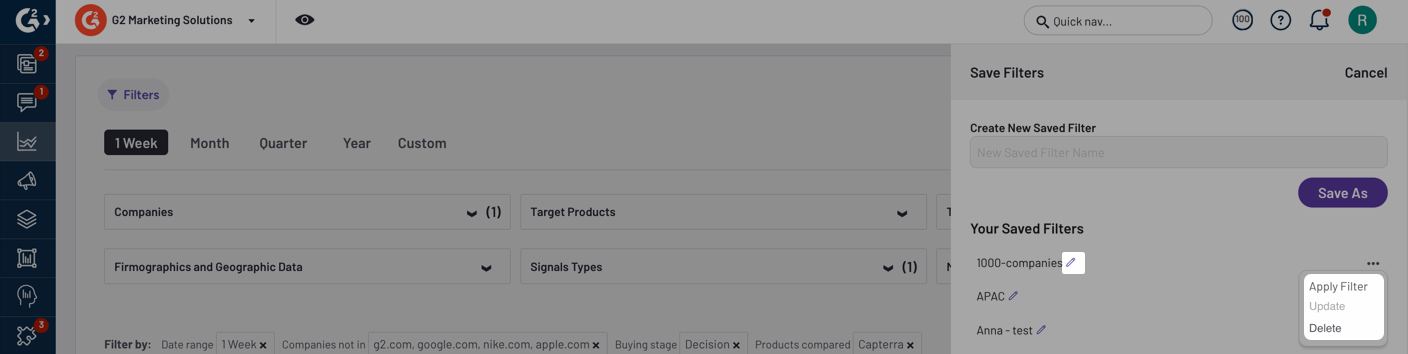 G2 Marketing Solutions
Quick nav...
100
?
R
2
1
3
Filters
1 Week Month Quarter Year Custom
Companies (1)
Target Products
Firmographics and Geographic Data
Signals Types (1)
Filter by: Date range 1 Week × Companies not in g2.com, google.com, nike.com, apple.com × Buying stage Decision × Products compared Capterra ×
Save Filters Cancel
Create New Saved Filter
New Saved Filter Name
Save As
Your Saved Filters
1000-companies
APAC
Anna - test
Apply Filter
Update
Delete